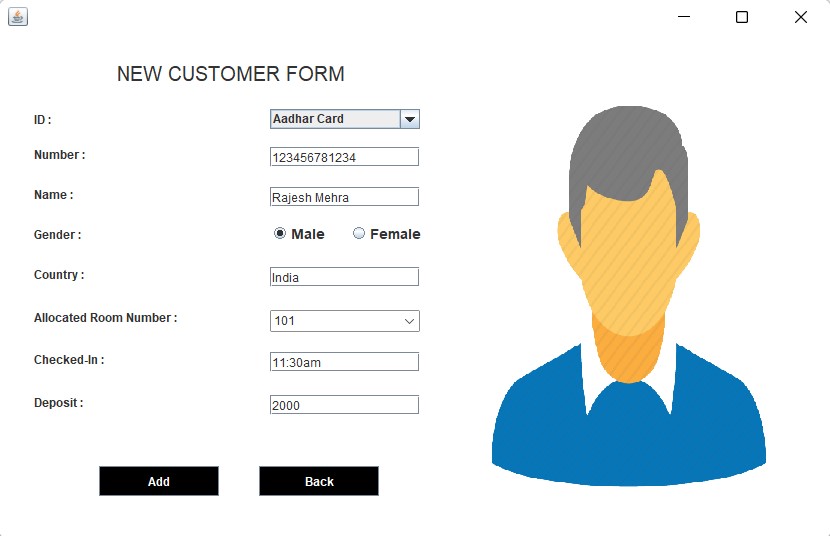 NEW CUSTOMER FORM
ID : Aadhar Card
Number : 123456781234
Name : Rajesh Mehra
Gender : Male Female
Country : India
Allocated Room Number : 101
Checked-In : 11:30am
Deposit : 2000
Add Back